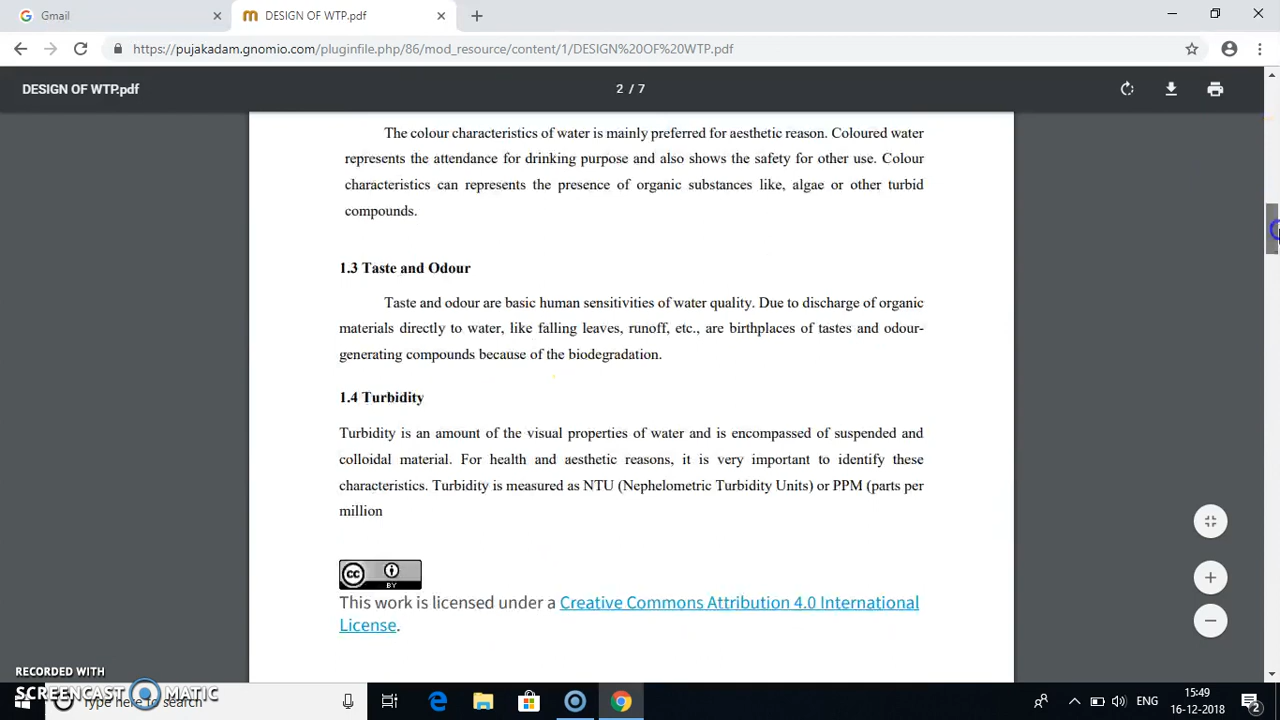 Gmail
DESIGN OF WTP.pdf
https://pujakadam.gnomio.com/pluginfile.php/86/mod_resource/content/1/DESIGN%20OF%20WTP.pdf
DESIGN OF WTP.pdf
2 / 7
The colour characteristics of water is mainly preferred for aesthetic reason. Coloured water
represents the attendance for drinking purpose and also shows the safety for other use. Colour
characteristics can represents the presence of organic substances like, algae or other turbid
compounds.
1.3 Taste and Odour
Taste and odour are basic human sensitivities of water quality. Due to discharge of organic
materials directly to water, like falling leaves, runoff, etc., are birthplaces of tastes and odour-
generating compounds because of the biodegradation.
1.4 Turbidity
Turbidity is an amount of the visual properties of water and is encompassed of suspended and
colloidal material. For health and aesthetic reasons, it is very important to identify these
characteristics. Turbidity is measured as NTU (Nephelometric Turbidity Units) or PPM (parts per
million
CC BY
This work is licensed under a Creative Commons Attribution 4.0 International
License.
RECORDED WITH
SCREENCAST MATIC
Type here to search
ENG
15:49
16-12-2018
2